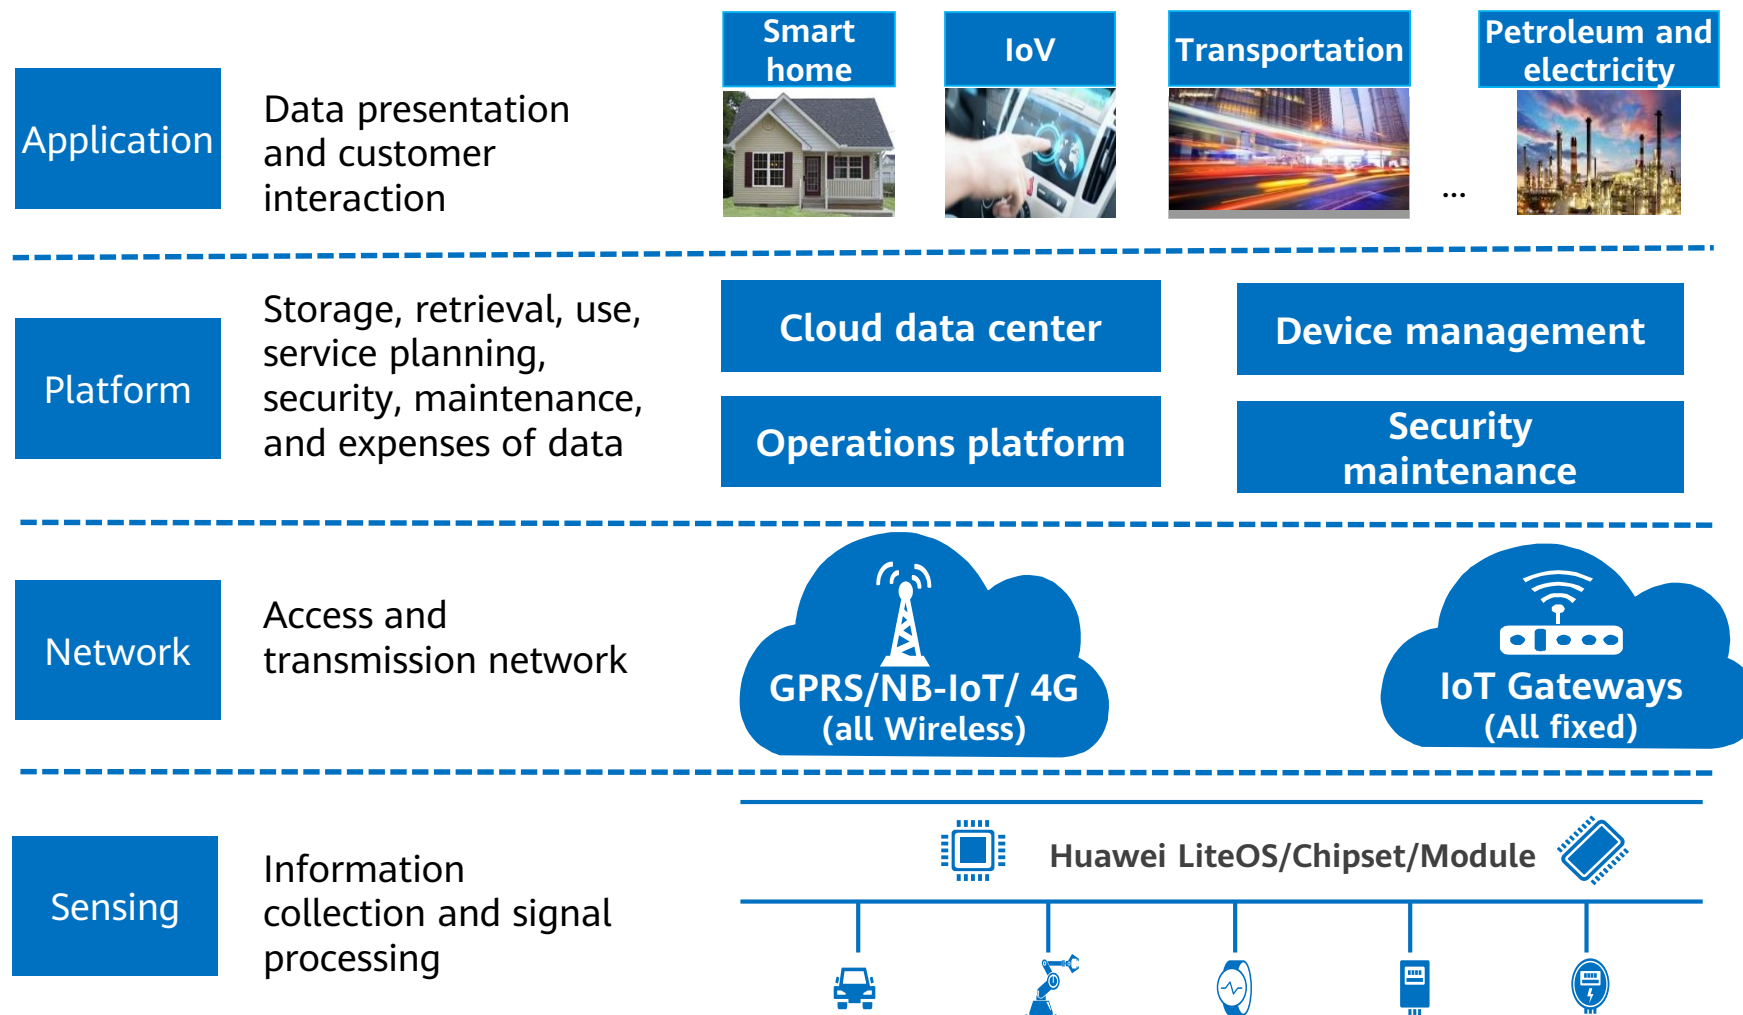 Smart
home
IoV
Transportation
Petroleum and
electricity
Application
Data presentation
and customer
interaction
...
Platform
Storage, retrieval, use,
service planning,
security, maintenance,
and expenses of data
Cloud data center
Device management
Operations platform
Security
maintenance
Network
Access and
transmission network
GPRS/NB-IoT/ 4G
(all Wireless)
IoT Gateways
(All fixed)
Sensing
Information
collection and signal
processing
Huawei LiteOS/Chipset/Module